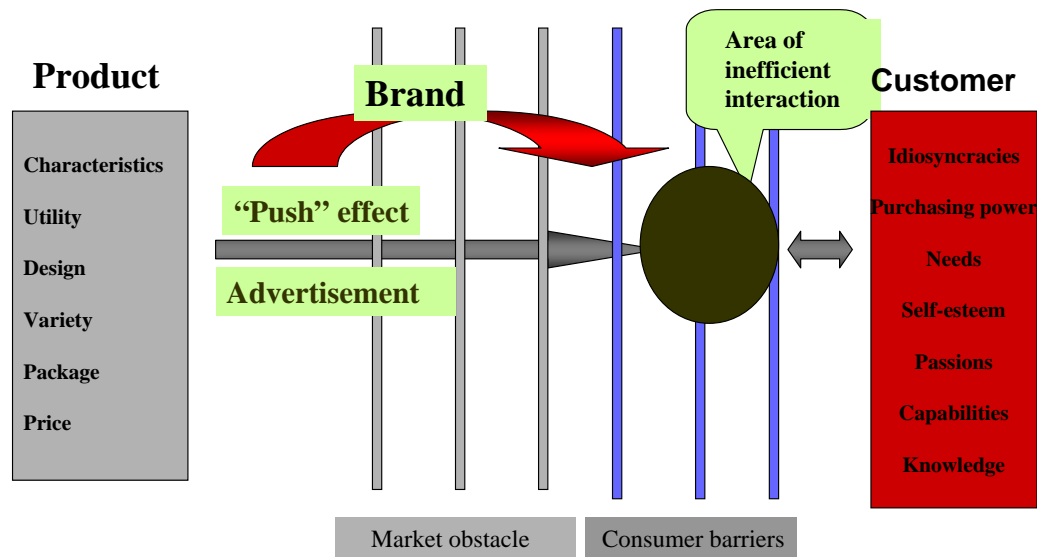 Product
Characteristics
Utility
Design
Variety
Package
Price
Brand
“Push” effect
Advertisement
Area of
inefficient
interaction
Customer
Idiosyncracies
Purchasing power
Needs
Self-esteem
Passions
Capabilities
Knowledge
Market obstacle
Consumer barriers